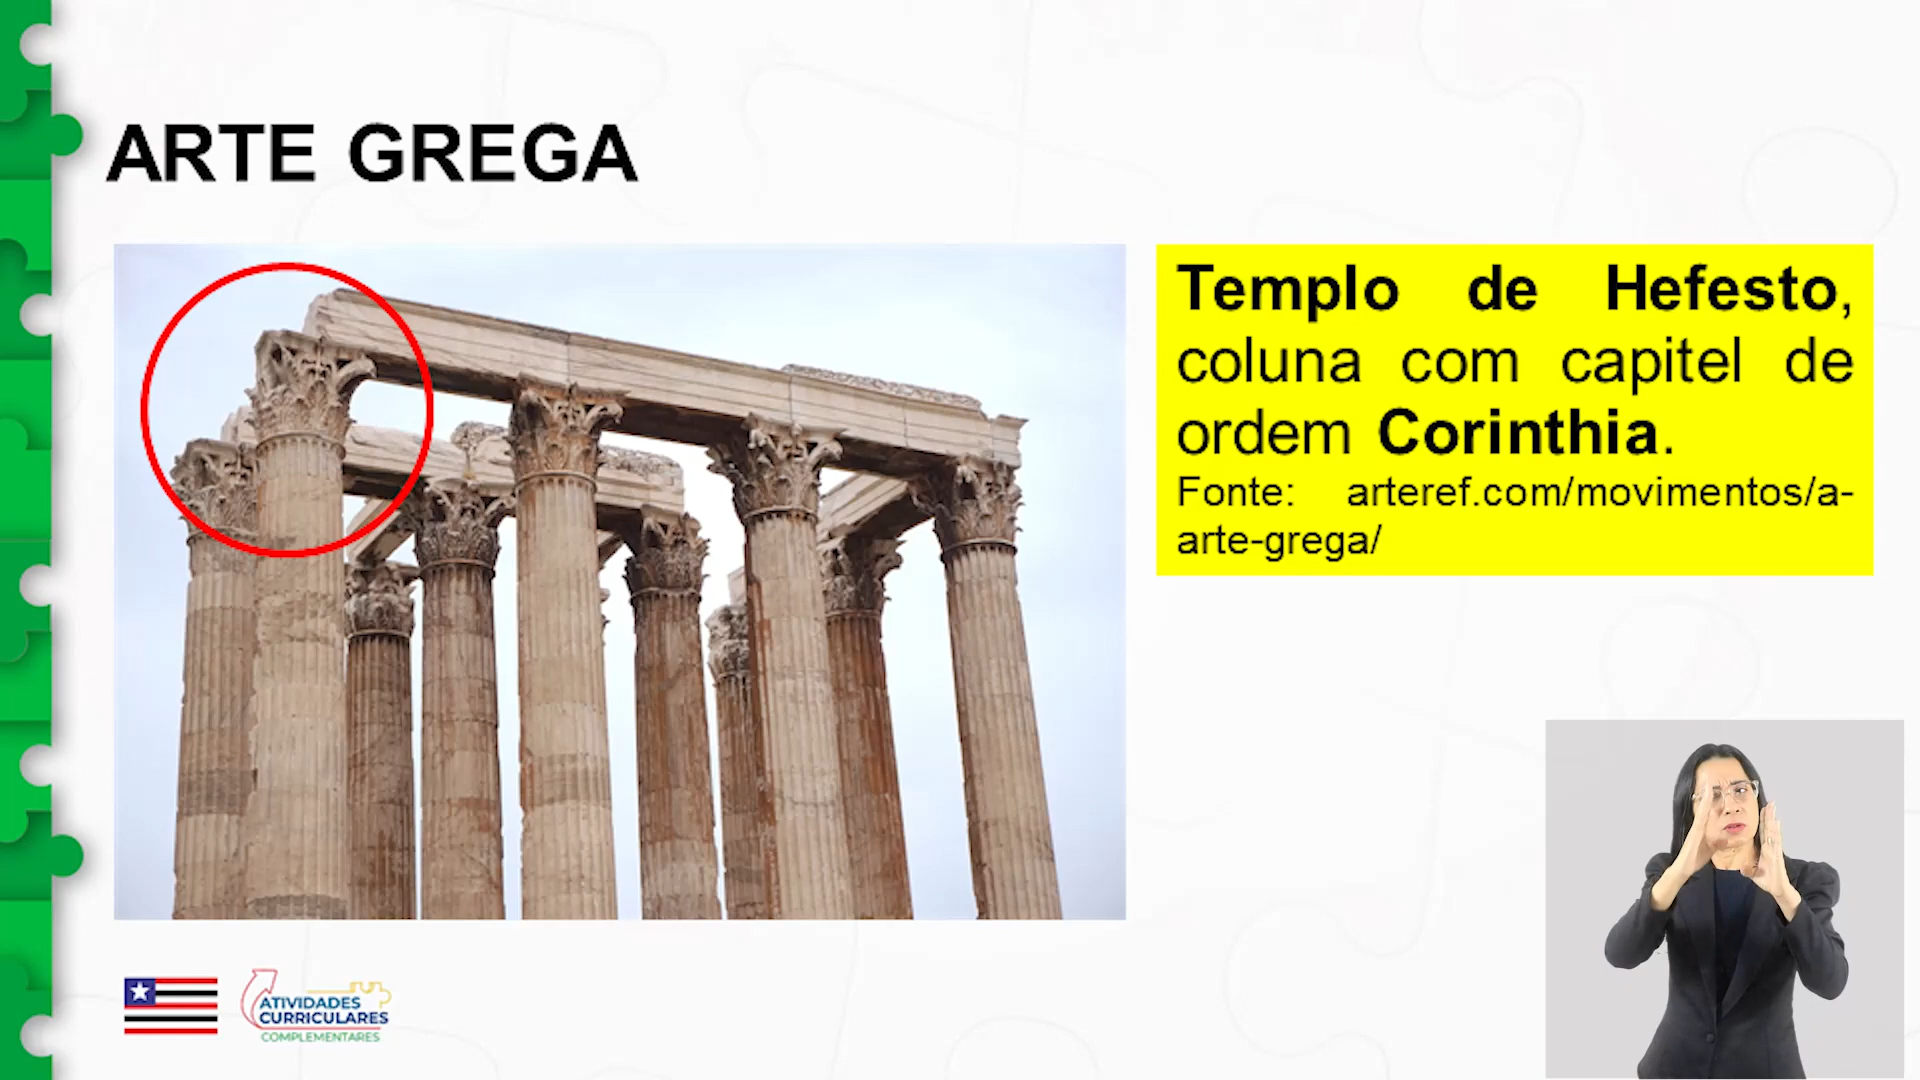 ARTE GREGA
Templo de Hefesto,
coluna com capitel de
ordem Corinthia.
Fonte: arteref.com/movimentos/a-
arte-grega/
ATIVIDADES
CURRICULARES
COMPLEMENTARES